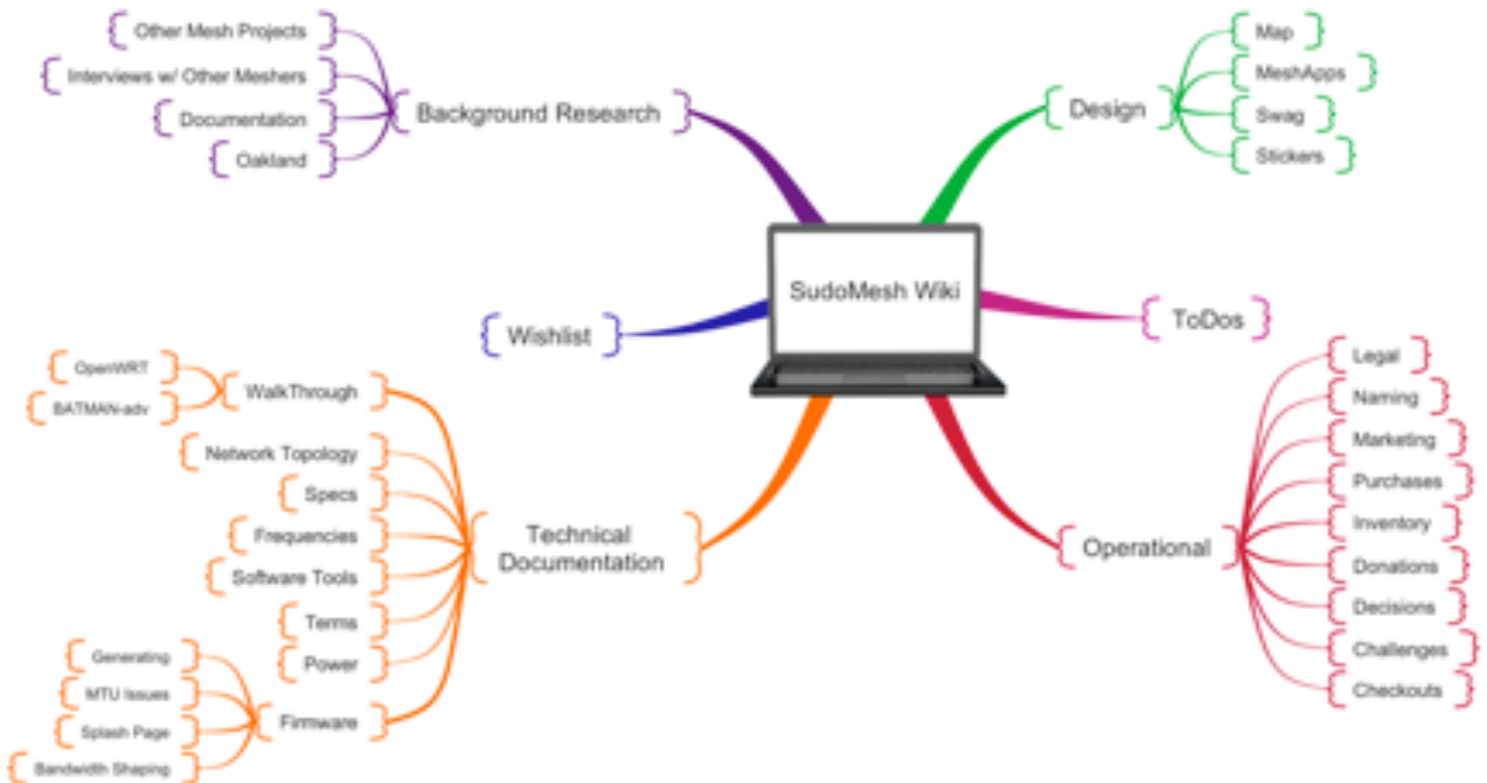 Other Mesh Projects
Interviews w/ Other Meshers
Documentation
Oakland
Background Research
Design
Map
MeshApps
Swag
Stickers
SudoMesh Wiki
Wishlist
ToDos
OpenWRT
BATMAN-adv
WalkThrough
Network Topology
Specs
Frequencies
Software Tools
Terms
Power
Generating
MTU Issues
Splash Page
Bandwidth Shaping
Firmware
Technical
Documentation
Operational
Legal
Naming
Marketing
Purchases
Inventory
Donations
Decisions
Challenges
Checkouts